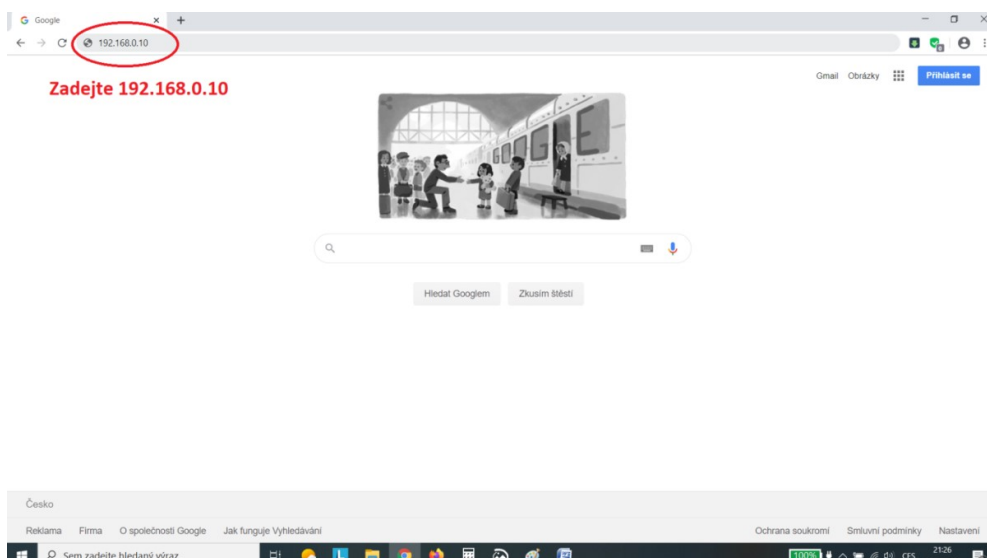 Google
192.168.0.10
Zadejte 192.168.0.10
Gmail Obrázky Přihlásit se
GOOGLE
Hledat Googlem Zkusím štěstí
Česko
Reklama Firma O společnosti Google Jak funguje Vyhledávání Ochrana soukromí Smluvní podmínky Nastavení
Sem zadejte hledaný výraz 100% CES 21:26